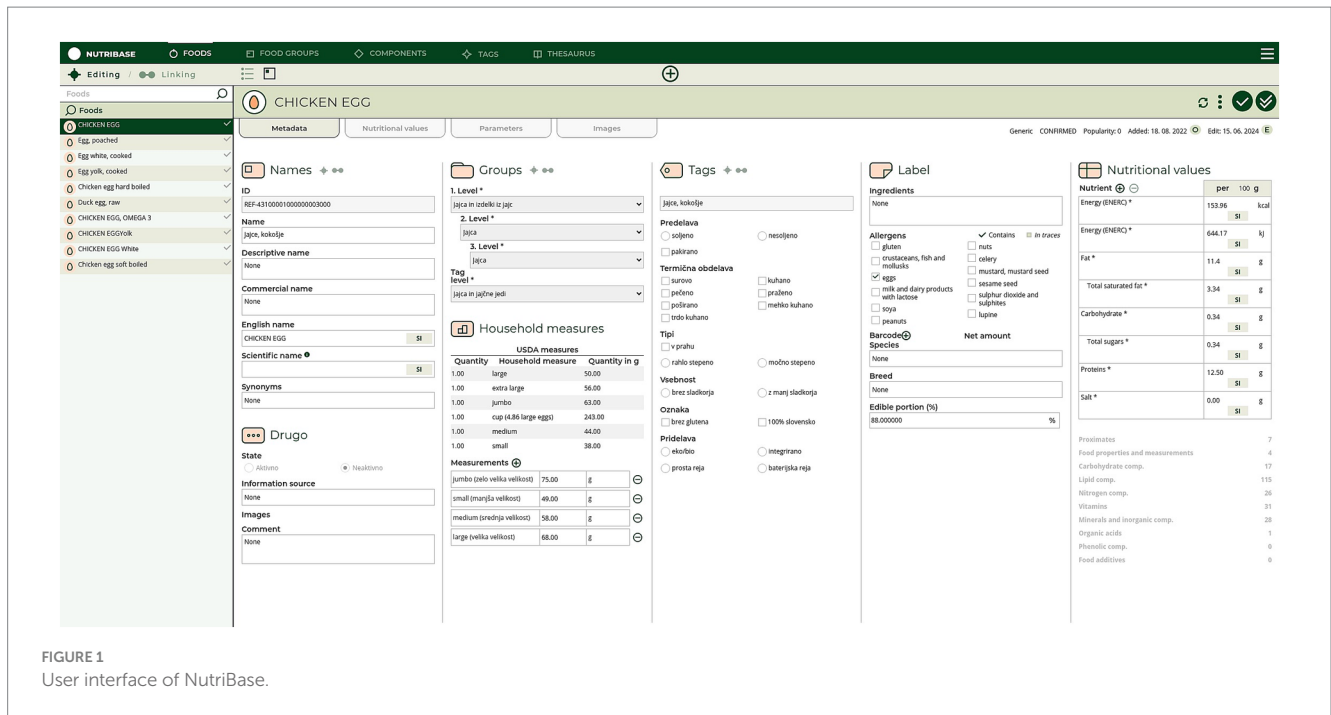 NUTRIBASE FOODS FOOD GROUPS COMPONENTS TAGS THESAURUS
Editing / Linking
Foods
Foods
CHICKEN EGG
Egg, poached
Egg white, cooked
Egg yolk, cooked
Chicken egg hard boiled
Duck egg, raw
CHICKEN EGG, OMEGA 3
CHICKEN EGGYolk
CHICKEN EGG White
Chicken egg soft boiled
CHICKEN EGG
Metadata Nutritional values Parameters Images
Generic CONFIRMED Popularity: 0 Added: 18. 08. 2022 O Edit: 15. 06. 2024 E
Names
ID
REF-43100001000000003000
Name
Jajce, kokošje
Descriptive name
None
Commercial name
None
English name
CHICKEN EGG SI
Scientific name
SI
Synonyms
None
Drugo
State
Aktivno Neaktivno
Information source
None
Images
Comment
None
Groups
1. Level *
Jajca in izdelki iz jajc
2. Level *
Jajca
3. Level *
Jajca
Tag
level *
Jajca in jajčne jedi
Household measures
USDA measures
Quantity Household measure Quantity in g
1.00 large 50.00
1.00 extra large 56.00
1.00 jumbo 63.00
1.00 cup (4.86 large eggs) 243.00
1.00 medium 44.00
1.00 small 38.00
Measurements
jumbo (zelo velika velikost) 75.00 g
small (manjša velikost) 49.00 g
medium (srednja velikost) 58.00 g
large (velika velikost) 68.00 g
Tags
Jajce, kokošje
Predelava
soljeno nesoljeno
pakirano
Termična obdelava
surovo kuhano
pečeno praženo
poširano mehko kuhano
trdo kuhano
Tipi
v prahu
rahlo stepeno močno stepeno
Vsebnost
brez sladkorja z manj sladkorja
Oznaka
brez glutena 100% slovensko
Pridelava
eko/bio integrirano
prosta reja baterijska reja
Label
Ingredients
None
Allergens Contains In traces
gluten
crustaceans, fish and
mollusks
eggs
milk and dairy products
with lactose
soya
peanuts
nuts
celery
mustard, mustard seed
sesame seed
sulphur dioxide and
sulphites
lupine
Barcode Net amount
Species
None
Breed
None
Edible portion (%)
88.000000 %
Nutritional values
Nutrient per 100 g
Energy (ENERC) * 153.96 kcal
SI
Energy (ENERC) * 644.17 kJ
SI
Fat * 11.4 g
SI
Total saturated fat * 3.34 g
SI
Carbohydrate * 0.34 g
SI
Total sugars * 0.34 g
SI
Proteins * 12.50 g
SI
Salt * 0.00 g
SI
Proximates 7
Food properties and measurements 4
Carbohydrate comp. 17
Lipid comp. 115
Nitrogen comp. 26
Vitamins 31
Minerals and inorganic comp. 28
Organic acids 1
Phenolic comp. 0
Food additives 0
FIGURE 1
User interface of NutriBase.